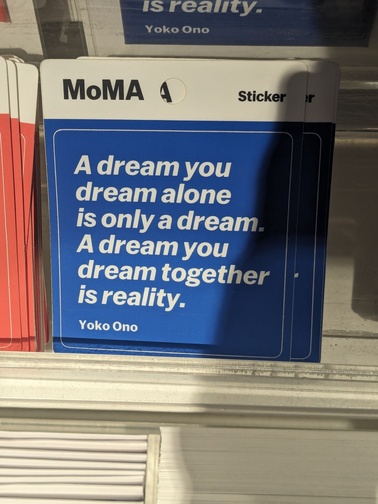 is reality.
Yoko Ono
MoMA
Sticker
A dream you
dream alone
is only a dream.
A dream you
dream together
is reality.
Yoko Ono